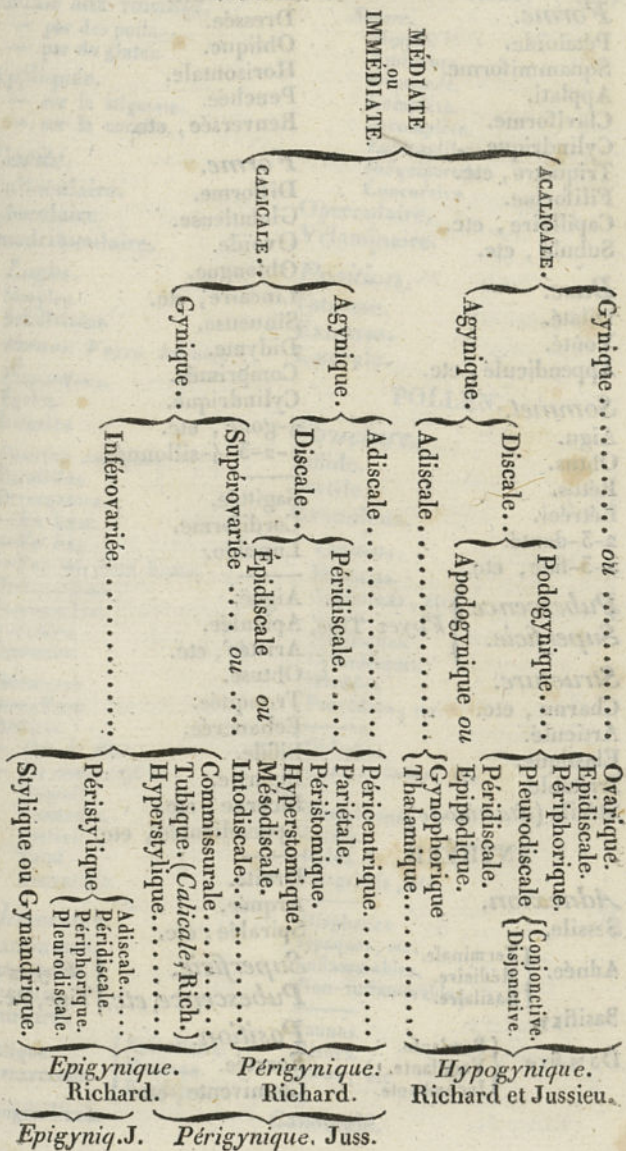 MÉDIATE
ou
IMMÉDIATE.
ACALICALE.
Gynique........ ou ........
Ovarique.
Agynique.
Discale...
Podogynique...
Epidiscale.
Périphorique.
Pleurodiscale
Conjonctive.
Disjonctive.
Apodogynique ou
Péridiscale.
Epipodique.
Adiscale ............
Gynophorique
Thalamique......
Hypogynique.
Richard et Jussieu.
CALICALE.
Agynique.
Adiscale ............
Péricentrique......
Pariétale.
Péristomique.
Discale...
Péridiscale.....
Epidiscale ou
Hyperstomique.
Mésodiscale.
Gynique...
Supérovariée .... ou ....
Intodiscale........
Périgynique.
Richard.
Inférovariée ............
Commissurale......
Tubique. (Calicale, Rich.)
Hyperstylique......
Péristylique
Adiscale.....
Péridiscale.
Périphorique.
Pleurodiscale.
Stylique ou Gynandrique.
Epigynique.
Richard.
Périgynique. Juss.
Epigyniq. J.